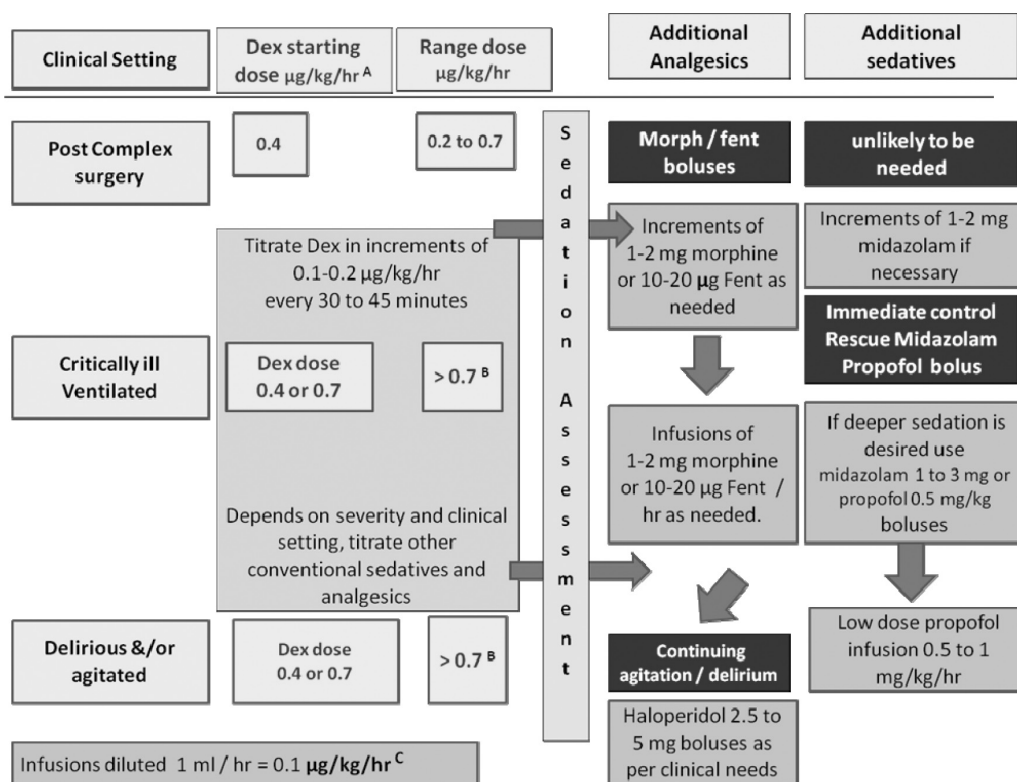 Clinical Setting
Dex starting
dose µg/kg/hr A
Range dose
µg/kg/hr
Additional
Analgesics
Additional
sedatives
Post Complex
surgery
0.4
0.2 to 0.7
Titrate Dex in increments of
0.1-0.2 µg/kg/hr
every 30 to 45 minutes
Critically ill
Ventilated
Dex dose
0.4 or 0.7
> 0.7 B
Depends on severity and clinical
setting, titrate other
conventional sedatives and
analgesics
Delirious &/or
agitated
Dex dose
0.4 or 0.7
> 0.7 B
Infusions diluted 1 ml / hr = 0.1 µg/kg/hr C
Sedation Assessment
Morph / fent
boluses
Increments of
1-2 mg morphine
or 10-20 µg Fent as
needed
Infusions of
1-2 mg morphine
or 10-20 µg Fent /
hr as needed.
Continuing
agitation / delirium
Haloperidol 2.5 to
5 mg boluses as
per clinical needs
unlikely to be
needed
Increments of 1-2 mg
midazolam if
necessary
Immediate control
Rescue Midazolam
Propofol bolus
If deeper sedation is
desired use
midazolam 1 to 3 mg or
propofol 0.5 mg/kg
boluses
Low dose propofol
infusion 0.5 to 1
mg/kg/hr